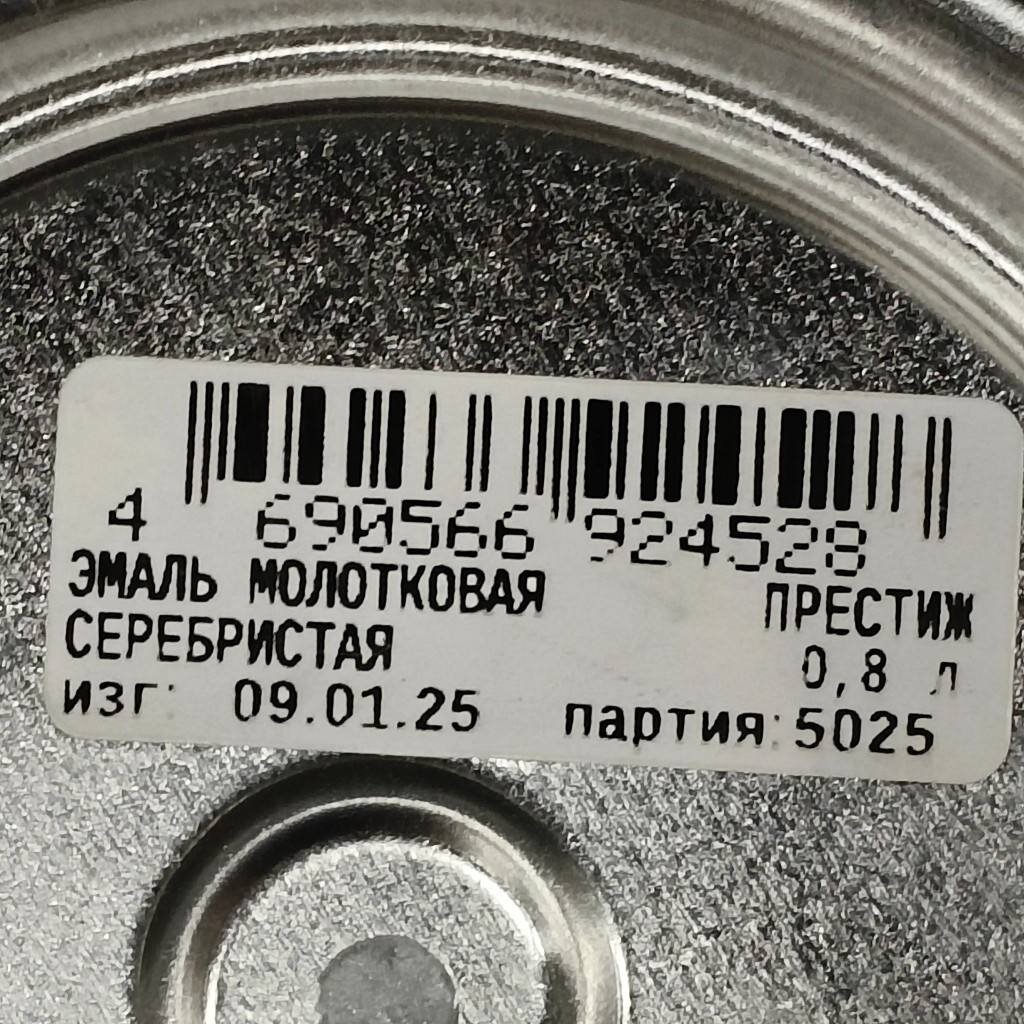 4 690566 924528
ЭМАЛЬ МОЛОТКОВАЯ ПРЕСТИЖ
СЕРЕБРИСТАЯ 0,8 л
изг: 09.01.25 партия: 5025